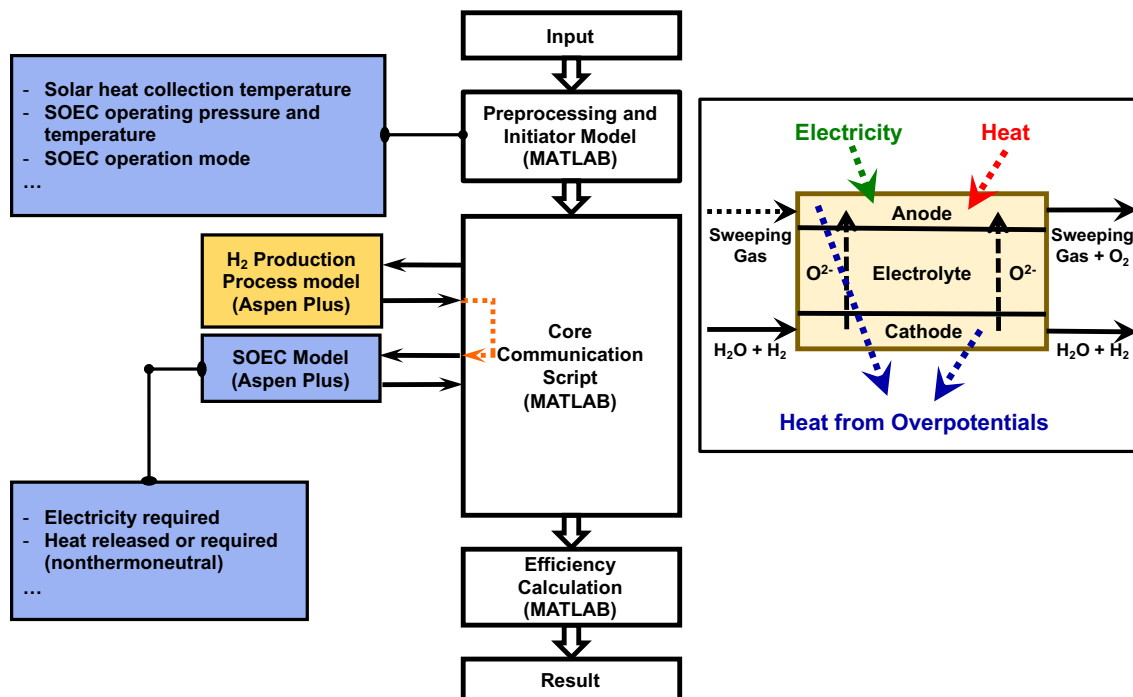 Input
- Solar heat collection temperature
- SOEC operating pressure and
temperature
- SOEC operation mode
…
Preprocessing and
Initiator Model
(MATLAB)
H₂ Production
Process model
(Aspen Plus)
SOEC Model
(Aspen Plus)
Core
Communication
Script
(MATLAB)
- Electricity required
- Heat released or required
(nonthermoneutral)
…
Efficiency
Calculation
(MATLAB)
Result
Electricity
Heat
Anode
Sweeping
Gas
Sweeping
Gas + O₂
O²⁻
Electrolyte
O²⁻
Cathode
H₂O + H₂
H₂O + H₂
Heat from Overpotentials